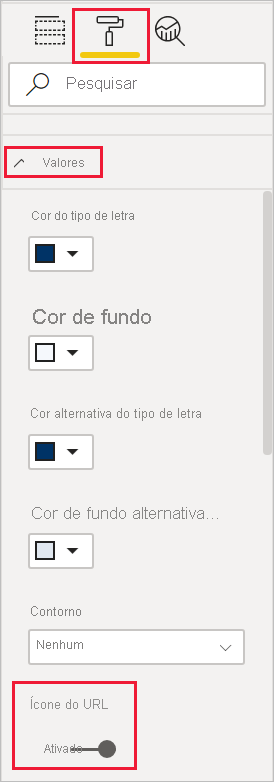 Pesquisar
Valores
Cor do tipo de letra
Cor de fundo
Cor alternativa do tipo de letra
Cor de fundo alternativa...
Contorno
Nenhum
Ícone do URL
Ativado